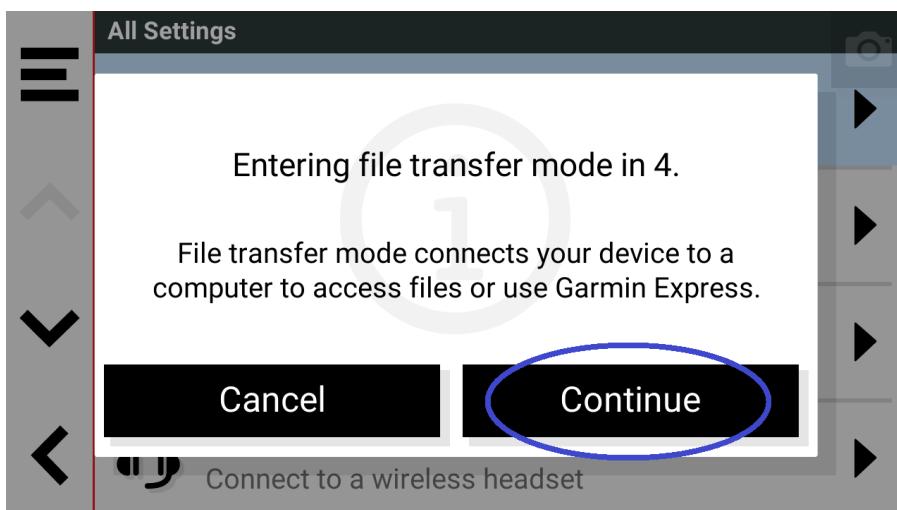 All Settings
Entering file transfer mode in 4.
File transfer mode connects your device to a
computer to access files or use Garmin Express.
Cancel
Continue
Connect to a wireless headset